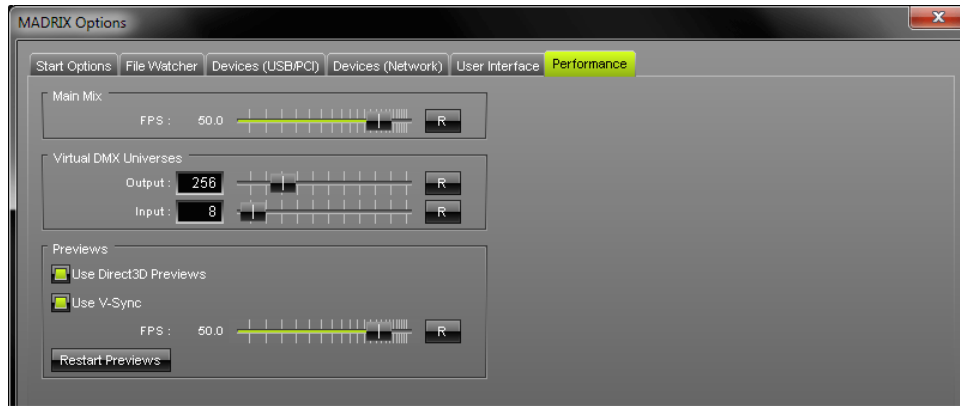 MADRIX Options
Start Options File Watcher Devices (USB/PCI) Devices (Network) User Interface Performance
Main Mix
FPS : 50.0 R
Virtual DMX Universes
Output : 256 R
Input : 8 R
Previews
Use Direct3D Previews
Use V-Sync
FPS : 50.0 R
Restart Previews